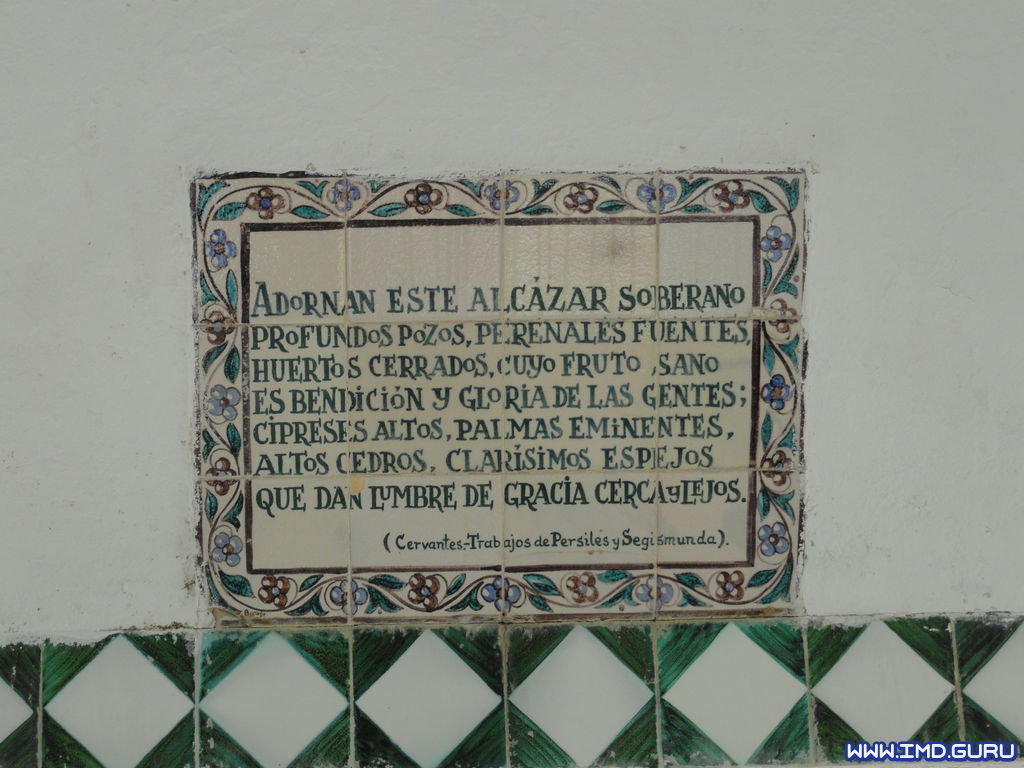 ADORNAN ESTE ALCÁZAR SOBERANO
PROFUNDOS POZOS, PERENALES FUENTES,
HUERTOS CERRADOS, CUYO FRUTO SANO
ES BENDICIÓN Y GLORIA DE LAS GENTES;
CIPRESES ALTOS, PALMAS EMINENTES,
ALTOS CEDROS, CLARÍSIMOS ESPEJOS
QUE DAN LUMBRE DE GRACIA CERCA Y LEJOS.
(Cervantes.-Trabajos de Persiles y Segismunda).
WWW.IMD.GURU